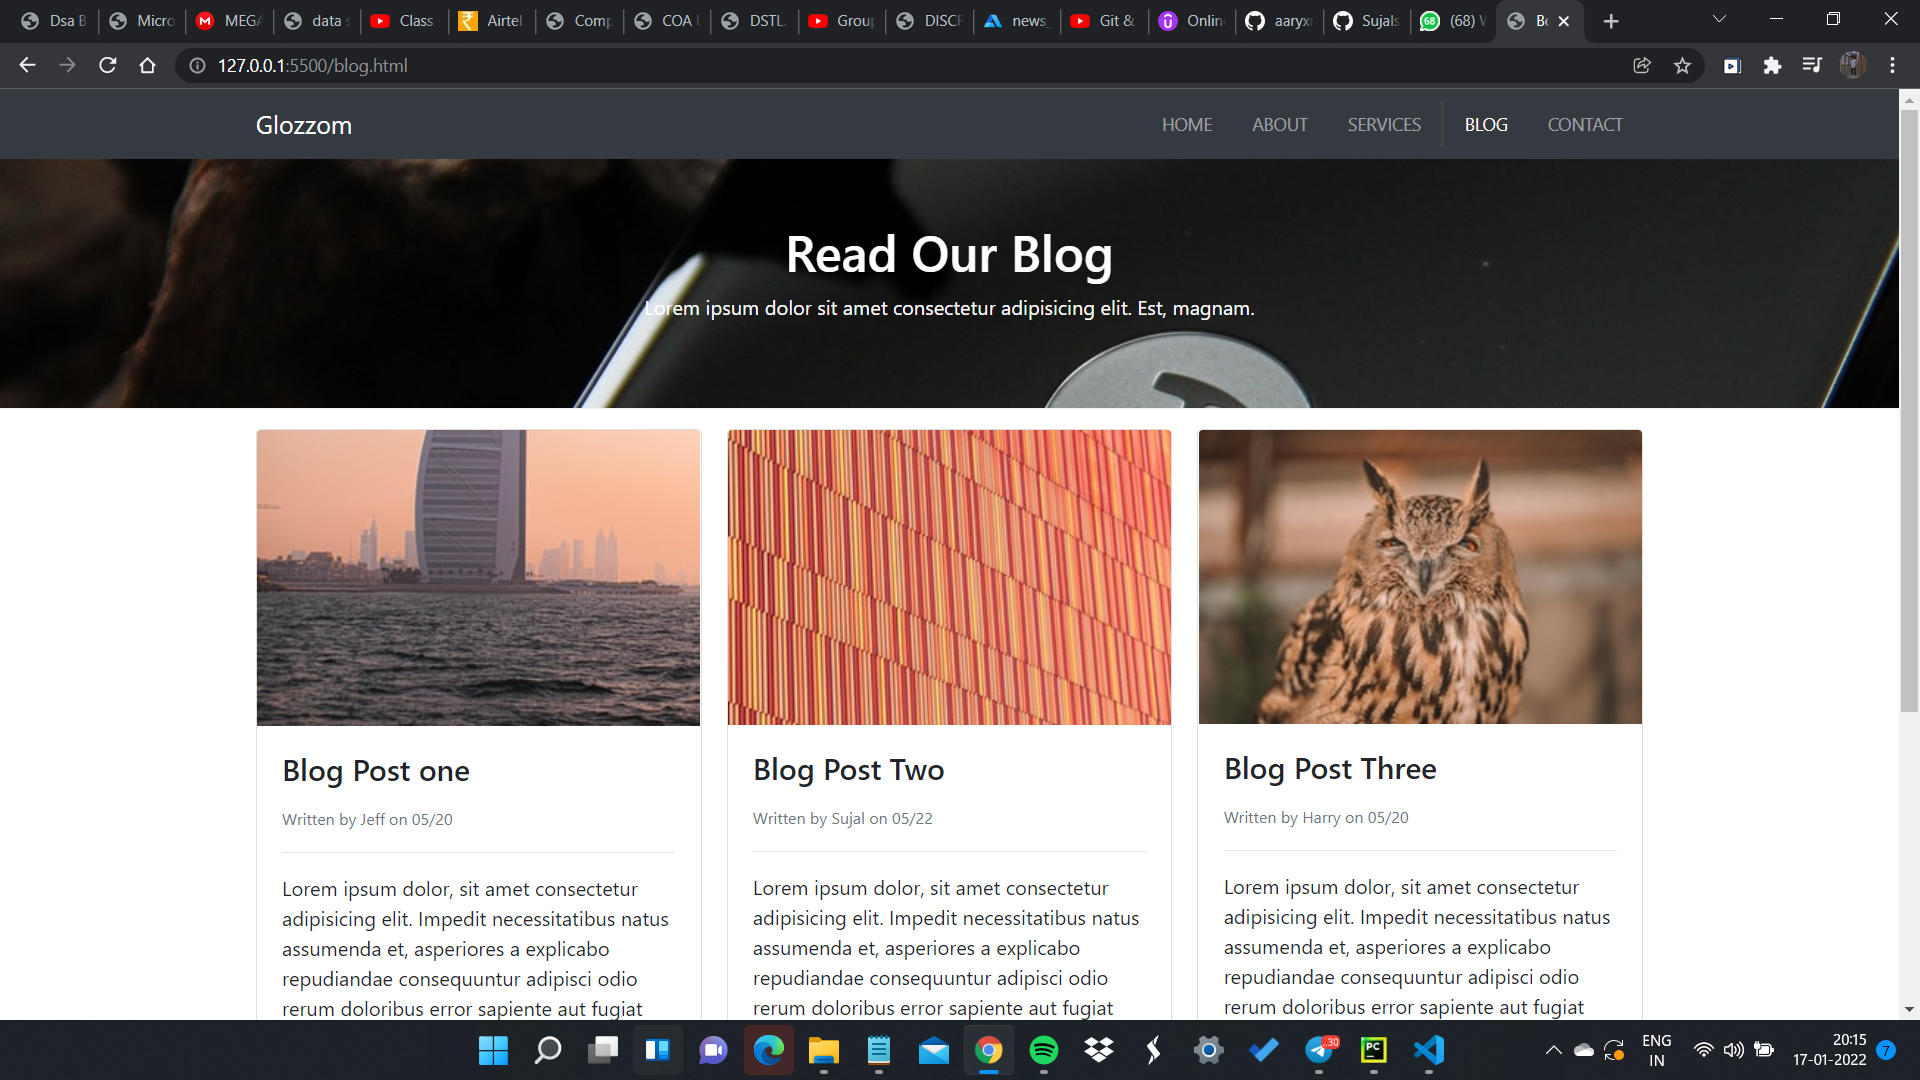 Dsa B
Micro
MEGA
data s
Class
Airtel
Comp
COA U
DSTL.
Group
DISCR
news_
Git &
Online
aaryxn
Sujals
(68) W
Bo
127.0.0.1:5500/blog.html
Glozzom
HOME
ABOUT
SERVICES
BLOG
CONTACT
Read Our Blog
Lorem ipsum dolor sit amet consectetur adipisicing elit. Est, magnam.
Blog Post one
Written by Jeff on 05/20
Lorem ipsum dolor, sit amet consectetur
adipisicing elit. Impedit necessitatibus natus
assumenda et, asperiores a explicabo
repudiandae consequuntur adipisci odio
rerum doloribus error sapiente aut fugiat
Blog Post Two
Written by Sujal on 05/22
Lorem ipsum dolor, sit amet consectetur
adipisicing elit. Impedit necessitatibus natus
assumenda et, asperiores a explicabo
repudiandae consequuntur adipisci odio
rerum doloribus error sapiente aut fugiat
Blog Post Three
Written by Harry on 05/20
Lorem ipsum dolor, sit amet consectetur
adipisicing elit. Impedit necessitatibus natus
assumenda et, asperiores a explicabo
repudiandae consequuntur adipisci odio
rerum doloribus error sapiente aut fugiat
ENG
IN
20:15
17-01-2022
7